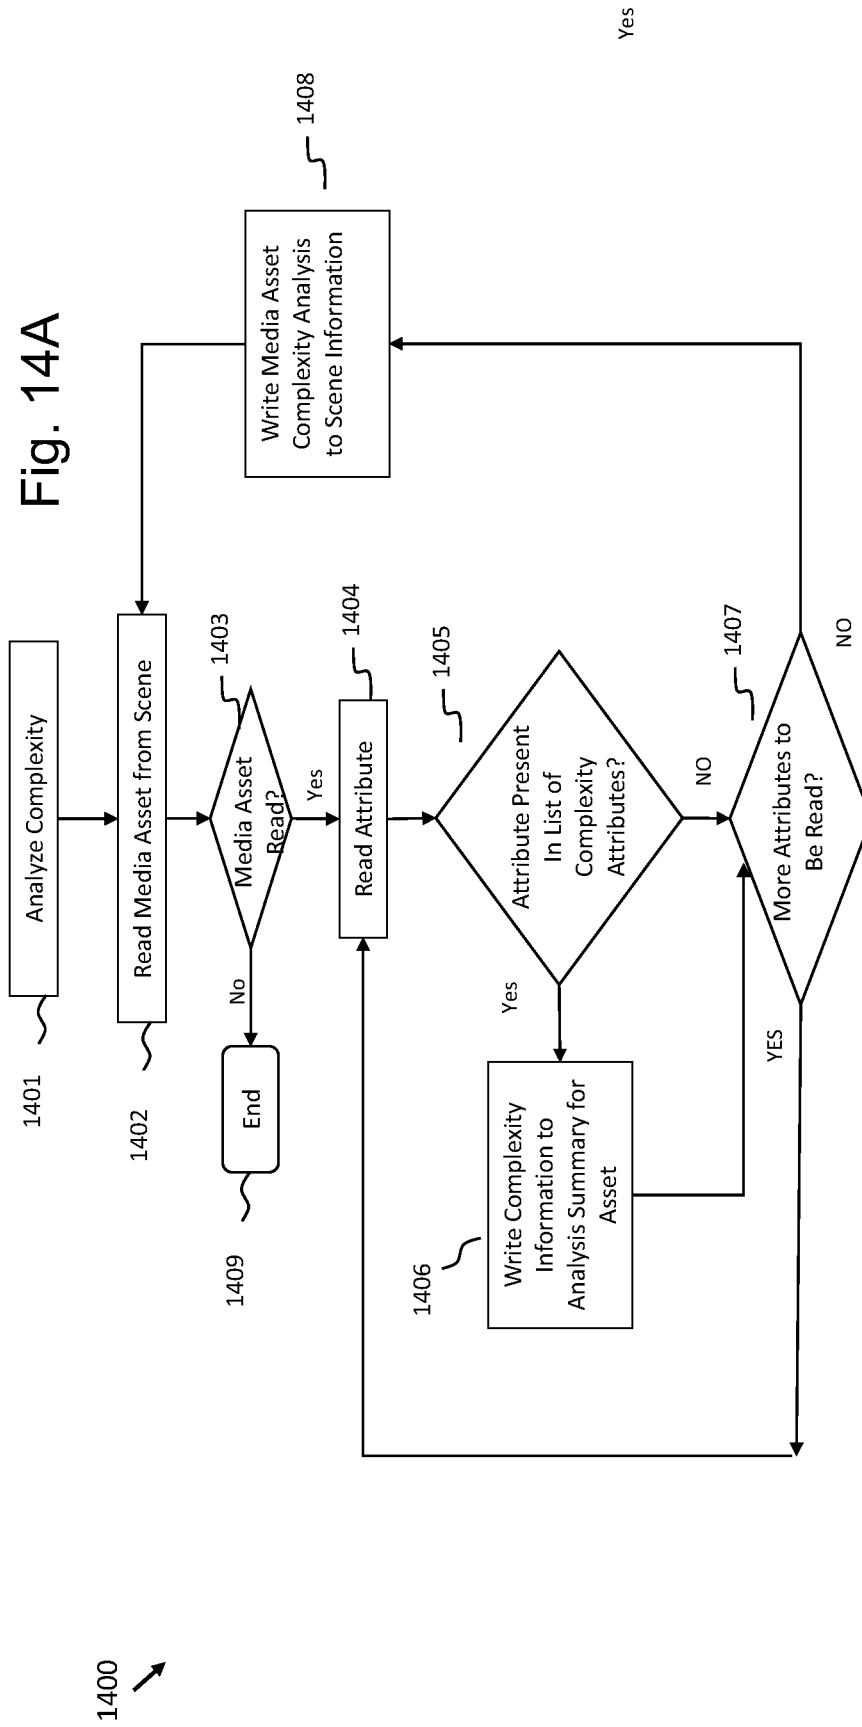 Fig. 14A
1400
1401
Analyze Complexity
1402
Read Media Asset from Scene
1403
Media Asset
Read?
No
Yes
1409
End
1404
Read Attribute
1405
Attribute Present
In List of
Complexity
Attributes?
Yes
NO
1406
Write Complexity
Information to
Analysis Summary for
Asset
1407
More Attributes to
Be Read?
YES
NO
1408
Write Media Asset
Complexity Analysis
to Scene Information
Yes